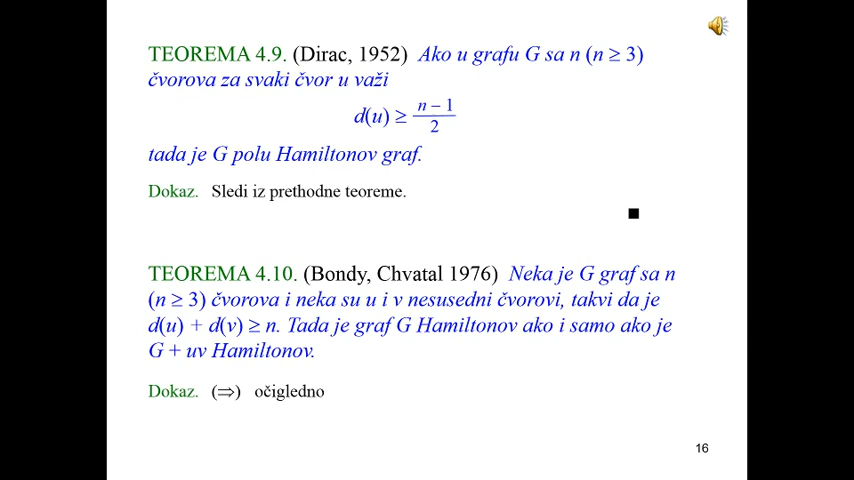 TEOREMA 4.9. (Dirac, 1952) Ako u grafu G sa n (n ≥ 3)
čvorova za svaki čvor u važi
d(u) ≥ n – 1 / 2
tada je G polu Hamiltonov graf.
Dokaz. Sledi iz prethodne teoreme.
■
TEOREMA 4.10. (Bondy, Chvatal 1976) Neka je G graf sa n
(n ≥ 3) čvorova i neka su u i v nesusedni čvorovi, takvi da je
d(u) + d(v) ≥ n. Tada je graf G Hamiltonov ako i samo ako je
G + uv Hamiltonov.
Dokaz. (⇒) očigledno
16